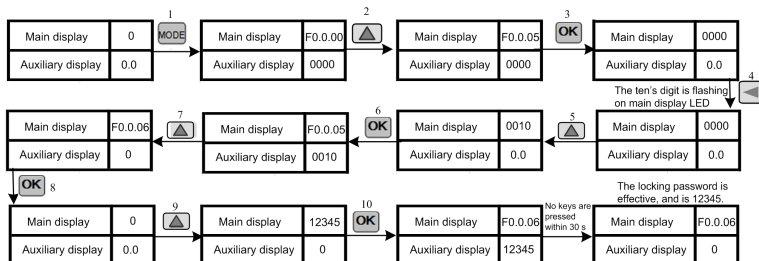 1
MODE
2
3
OK
Main display 0
Auxiliary display 0.0
Main display F0.0.00
Auxiliary display 0000
Main display F0.0.05
Auxiliary display 0000
Main display 0000
Auxiliary display 0.0
4
The ten's digit is flashing
on main display LED
7
6
OK
5
Main display F0.0.06
Auxiliary display 0
Main display F0.0.05
Auxiliary display 0010
Main display 0010
Auxiliary display 0.0
Main display 0000
Auxiliary display 0.0
OK 8
9
10
OK
No keys are
pressed
within 30 s
The locking password is
effective, and is 12345.
Main display 0
Auxiliary display 0.0
Main display 12345
Auxiliary display 0
Main display F0.0.06
Auxiliary display 12345
Main display F0.0.06
Auxiliary display 0